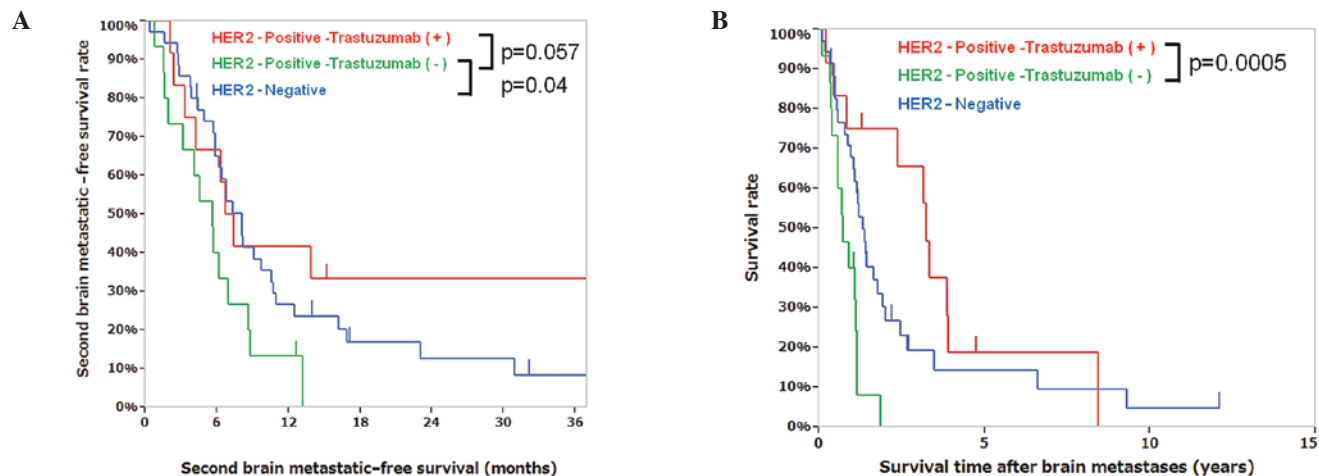 A
Second brain metastatic-free survival rate
100%
90%
80%
70%
60%
50%
40%
30%
20%
10%
0%
HER2-Positive-Trastuzumab (+)
HER2-Positive-Trastuzumab (-)
HER2-Negative
p=0.057
p=0.04
0 6 12 18 24 30 36
Second brain metastatic-free survival (months)
B
Survival rate
100%
90%
80%
70%
60%
50%
40%
30%
20%
10%
0%
HER2-Positive-Trastuzumab (+)
HER2-Positive-Trastuzumab (-)
HER2-Negative
p=0.0005
0 5 10 15
Survival time after brain metastases (years)